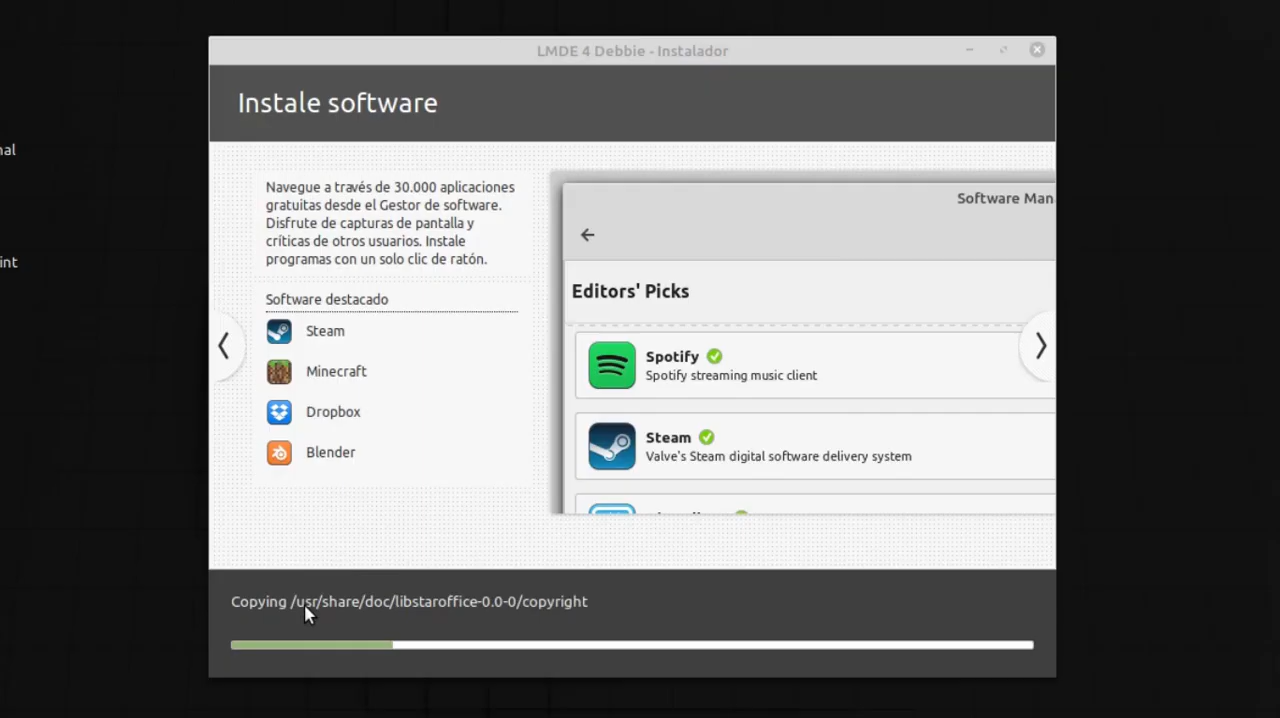 LMDE 4 Debbie - Instalador
Instale software
nal
int
Navegue a través de 30.000 aplicaciones
gratuitas desde el Gestor de software.
Disfrute de capturas de pantalla y
críticas de otros usuarios. Instale
programas con un solo clic de ratón.
Software destacado
Steam
Minecraft
Dropbox
Blender
Software Man
Editors' Picks
Spotify
Spotify streaming music client
Steam
Valve's Steam digital software delivery system
Copying /usr/share/doc/libstaroffice-0.0-0/copyright